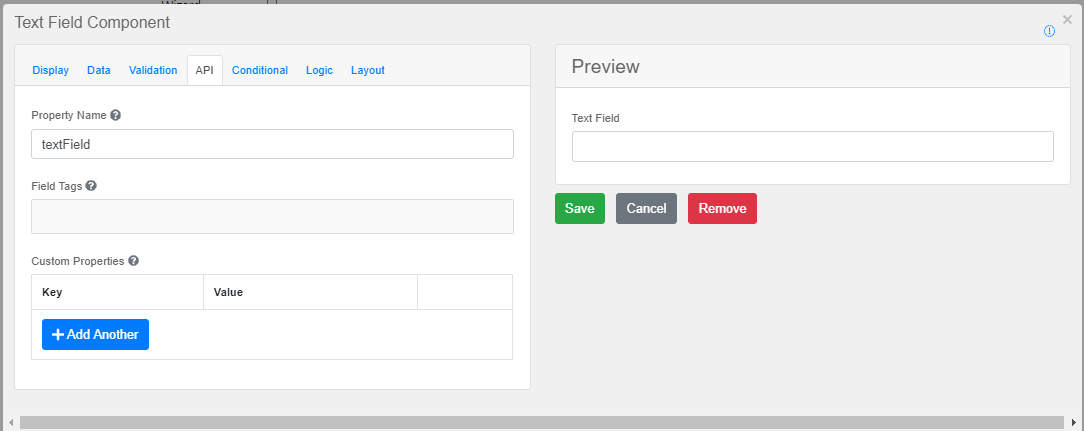 Wizard
Text Field Component
×
Display Data Validation API Conditional Logic Layout
Property Name
textField
Field Tags
Custom Properties
Key Value
Add Another
Preview
Text Field
Save Cancel Remove